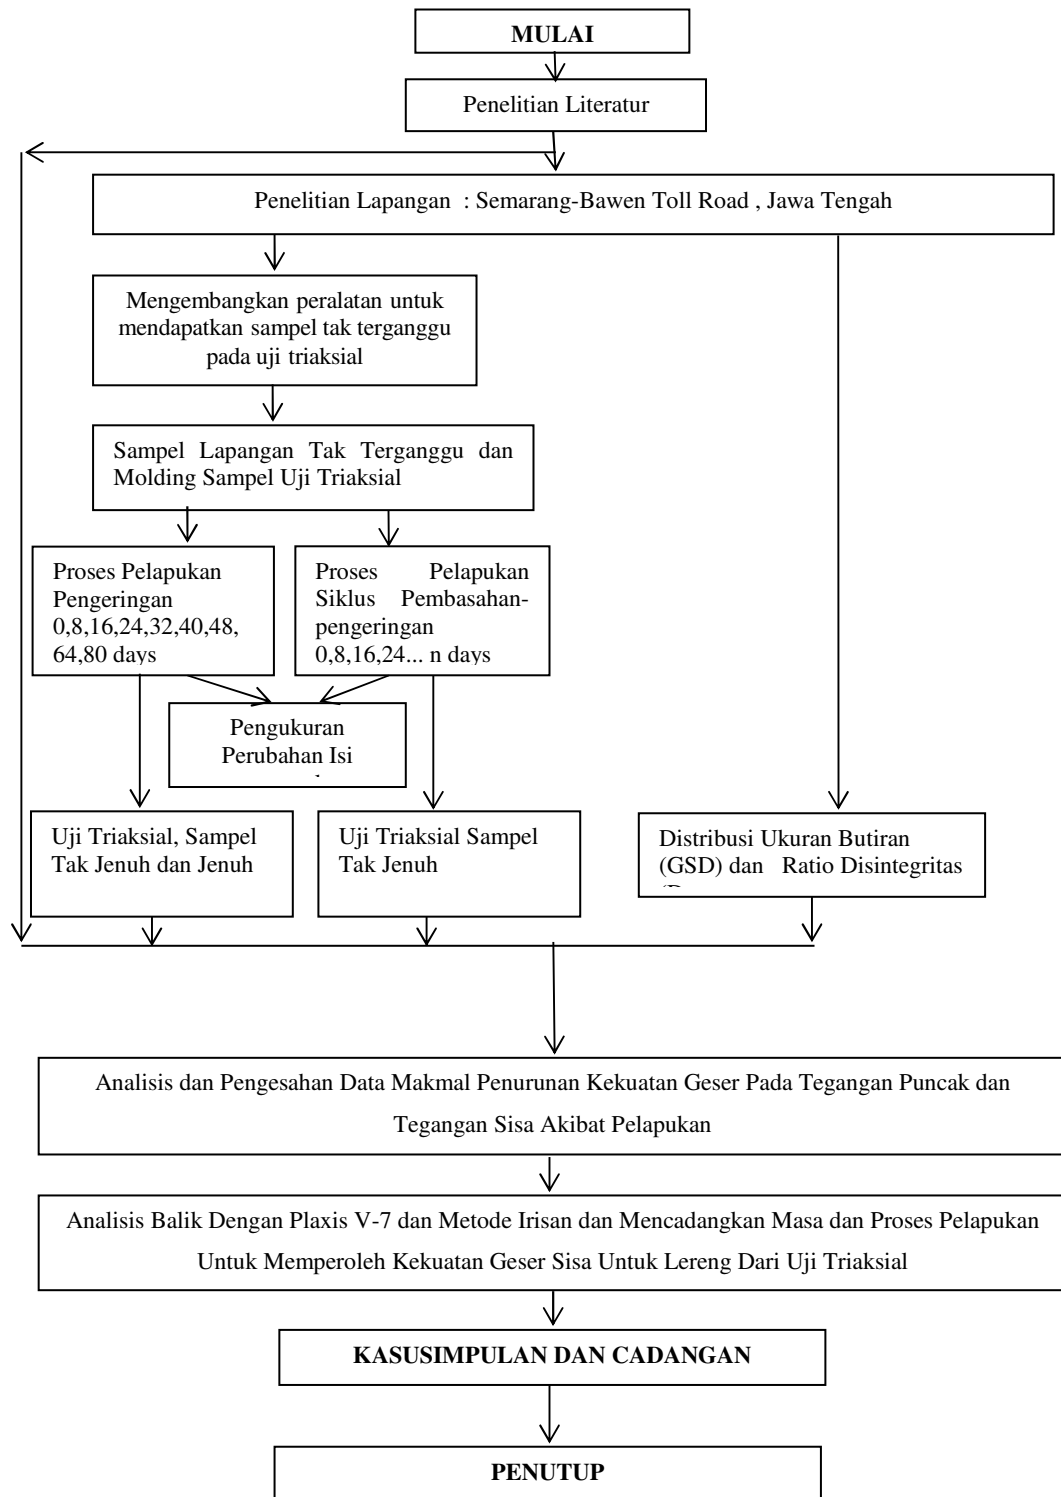 MULAI
Penelitian Literatur
Penelitian Lapangan : Semarang-Bawen Toll Road , Jawa Tengah
Mengembangkan peralatan untuk
mendapatkan sampel tak terganggu
pada uji triaksial
Sampel Lapangan Tak Terganggu dan
Molding Sampel Uji Triaksial
Proses Pelapukan
Pengeringan
0,8,16,24,32,40,48,
64,80 days
Proses Pelapukan
Siklus Pembasahan-
pengeringan
0,8,16,24... n days
Pengukuran
Perubahan Isi
Uji Triaksial, Sampel
Tak Jenuh dan Jenuh
Uji Triaksial Sampel
Tak Jenuh
Distribusi Ukuran Butiran
(GSD) dan Ratio Disintegritas
Analisis dan Pengesahan Data Makmal Penurunan Kekuatan Geser Pada Tegangan Puncak dan
Tegangan Sisa Akibat Pelapukan
Analisis Balik Dengan Plaxis V-7 dan Metode Irisan dan Mencadangkan Masa dan Proses Pelapukan
Untuk Memperoleh Kekuatan Geser Sisa Untuk Lereng Dari Uji Triaksial
KASUSIMPULAN DAN CADANGAN
PENUTUP